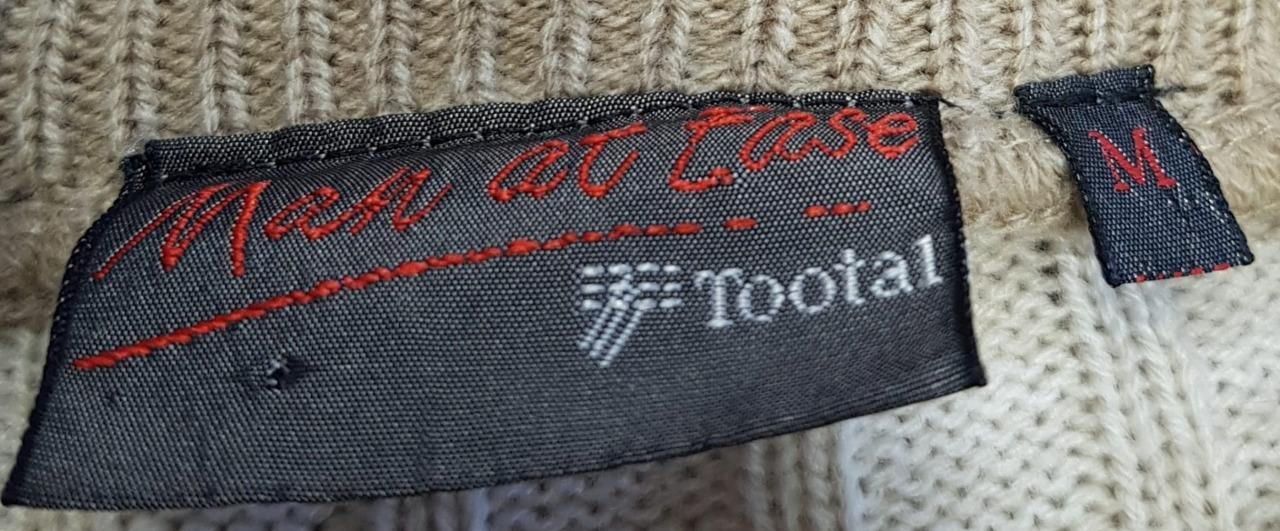 Man at Ease
Tootal
M